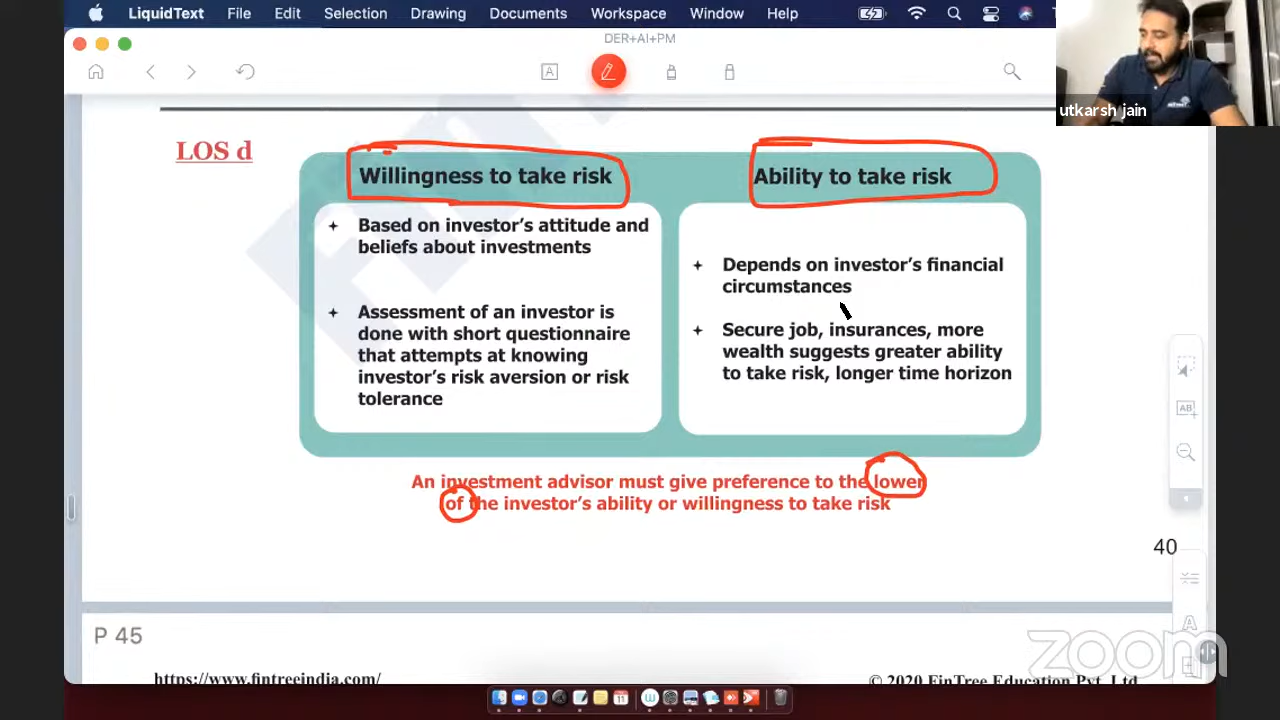 LiquidText File Edit Selection Drawing Documents Workspace Window Help
DER+AI+PM
A
utkarsh jain
LOS d
Willingness to take risk
Based on investor's attitude and
beliefs about investments
Assessment of an investor is
done with short questionnaire
that attempts at knowing
investor's risk aversion or risk
tolerance
Ability to take risk
Depends on investor's financial
circumstances
Secure job, insurances, more
wealth suggests greater ability
to take risk, longer time horizon
An investment advisor must give preference to the lower
of the investor's ability or willingness to take risk
AB
40
A
P 45
zoom
https://www.fintreeindia.com/
© 2020 FinTree Education Pvt. Ltd
11